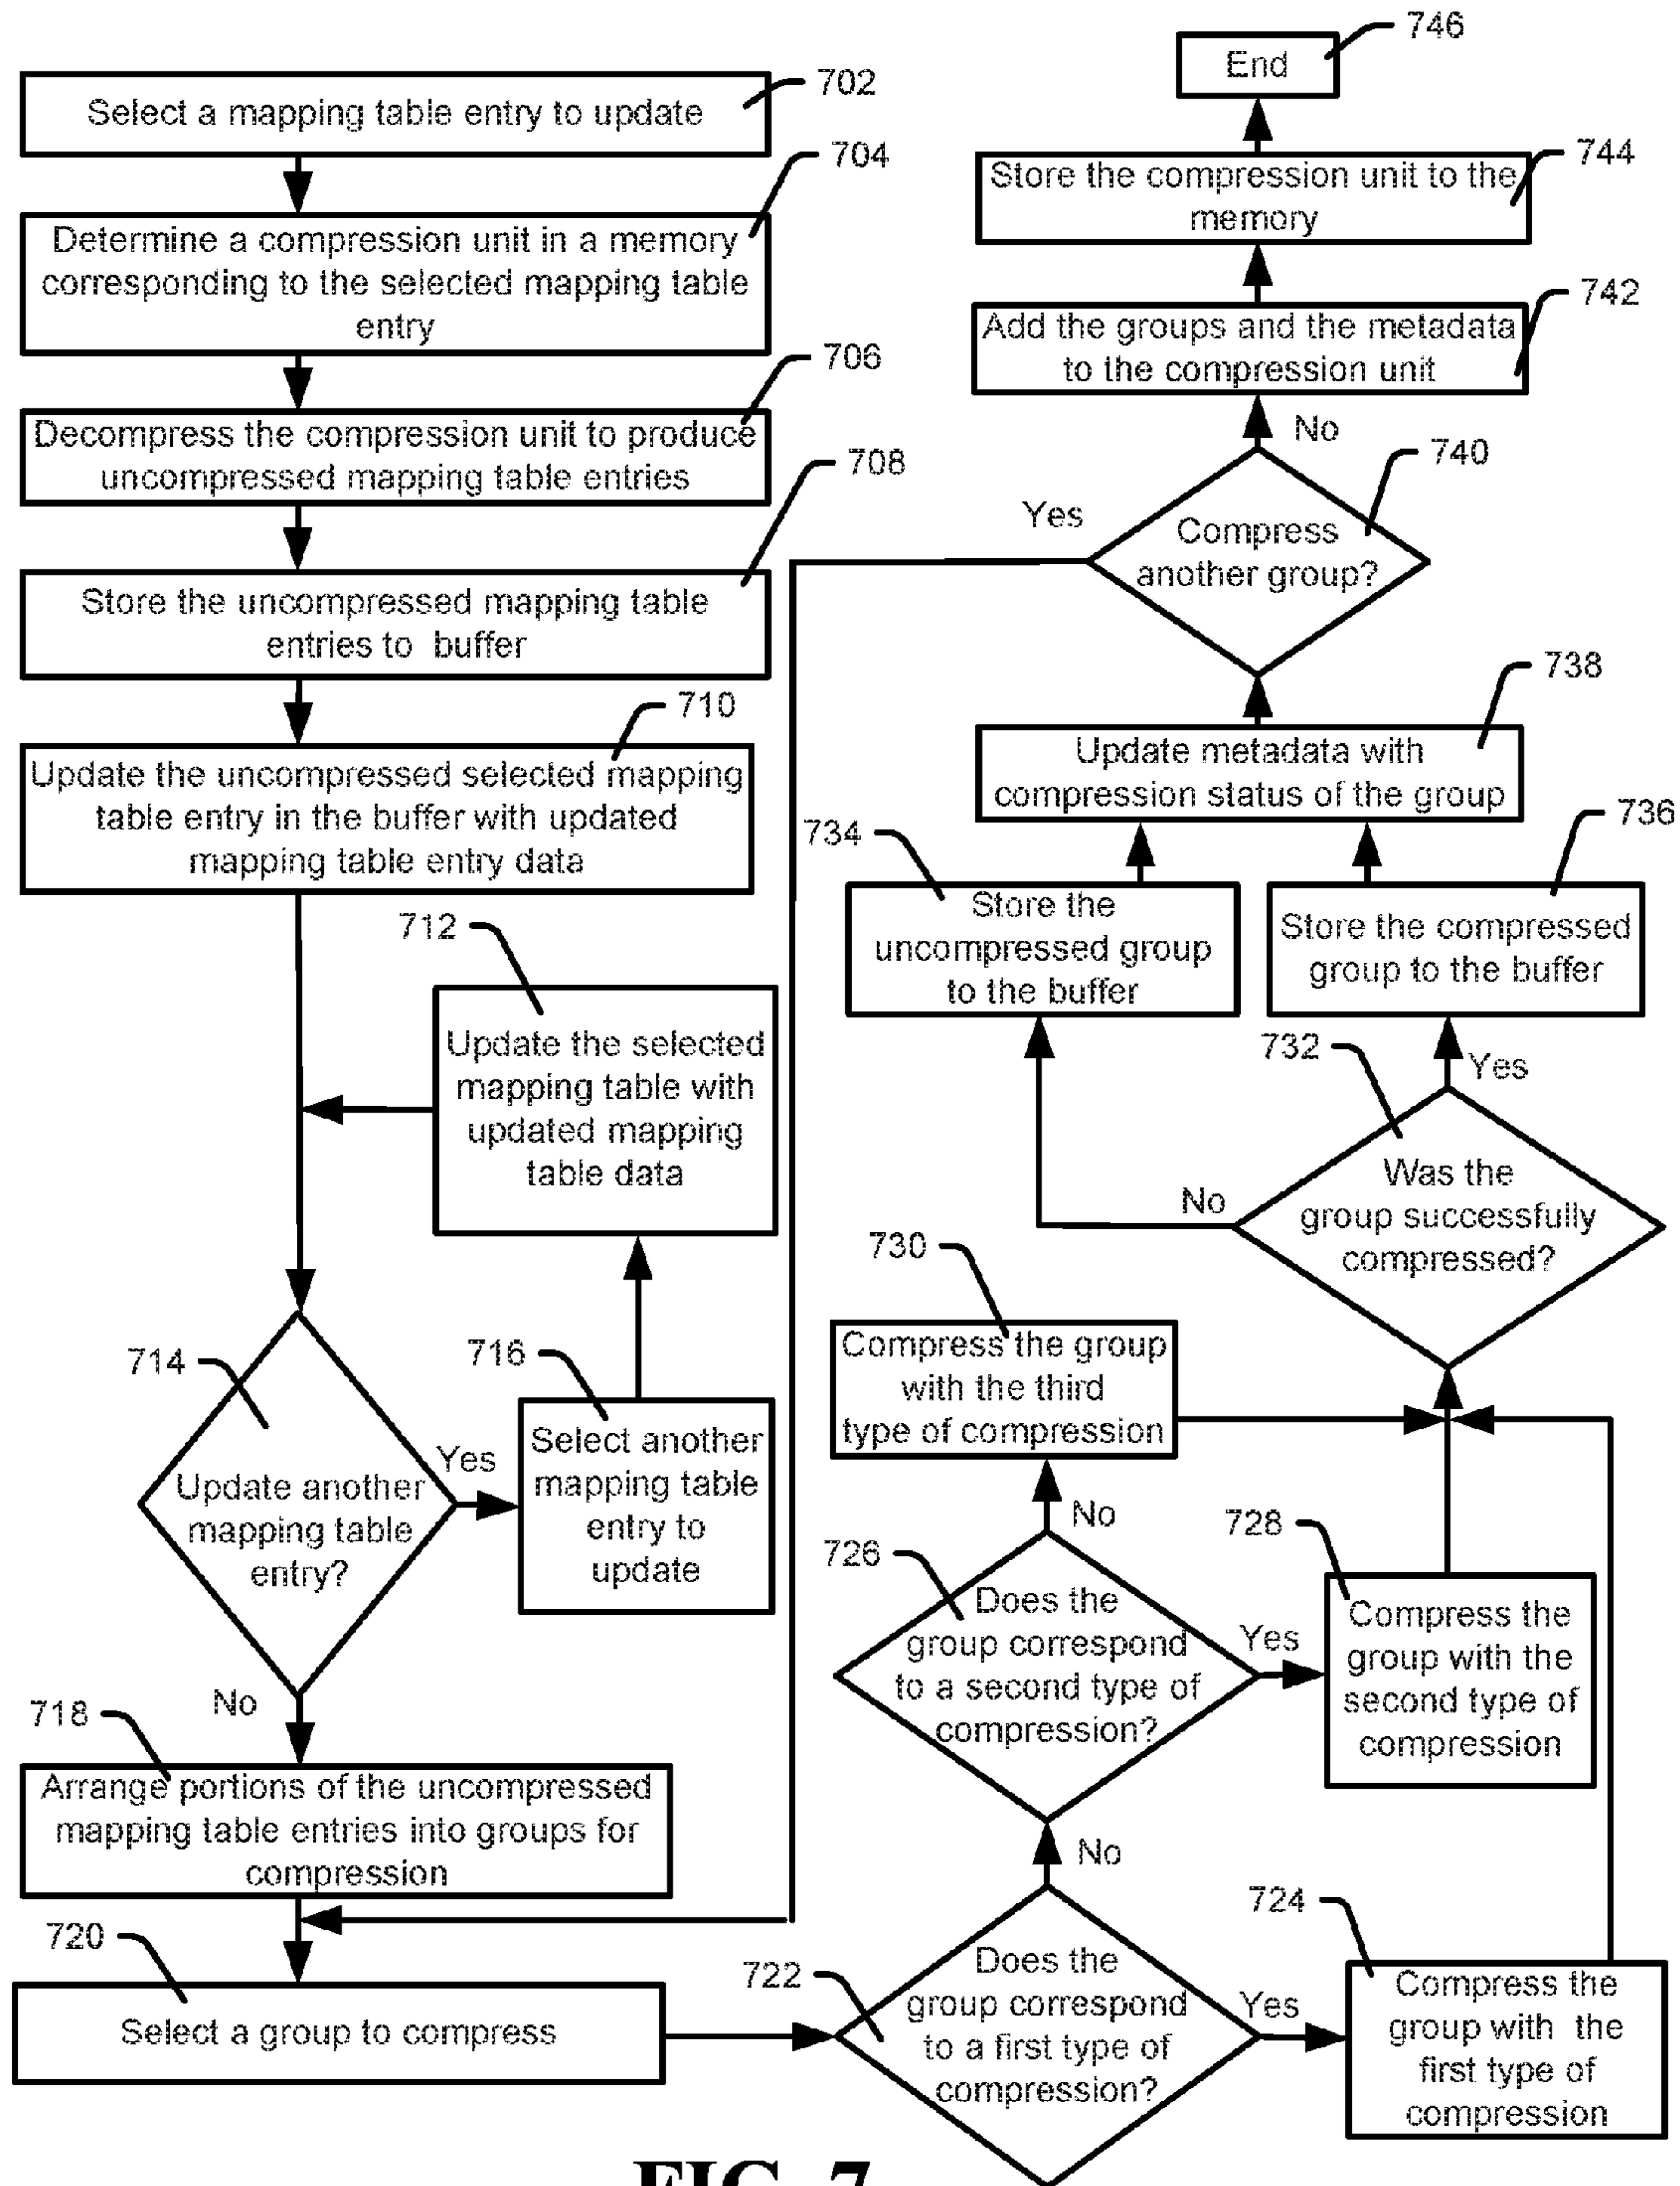 702
Select a mapping table entry to update
704
Determine a compression unit in a memory
corresponding to the selected mapping table
entry
706
Decompress the compression unit to produce
uncompressed mapping table entries
708
Store the uncompressed mapping table
entries to buffer
710
Update the uncompressed selected mapping
table entry in the buffer with updated
mapping table entry data
712
Update the selected
mapping table with
updated mapping
table data
714
Update another
mapping table
entry?
Yes
716
Select another
mapping table
entry to
update
No
718
Arrange portions of the uncompressed
mapping table entries into groups for
compression
720
Select a group to compress
722
Does the
group correspond
to a first type of
compression?
Yes
724
Compress the
group with the
first type of
compression
No
726
Does the
group correspond
to a second type of
compression?
Yes
728
Compress the
group with the
second type of
compression
No
730
Compress the group
with the third
type of compression
732
Was the
group successfully
compressed?
No
Yes
734
Store the
uncompressed group
to the buffer
736
Store the compressed
group to the buffer
738
Update metadata with
compression status of the group
740
Compress
another group?
Yes
No
742
Add the groups and the metadata
to the compression unit
744
Store the compression unit to the
memory
746
End
FIG. 7